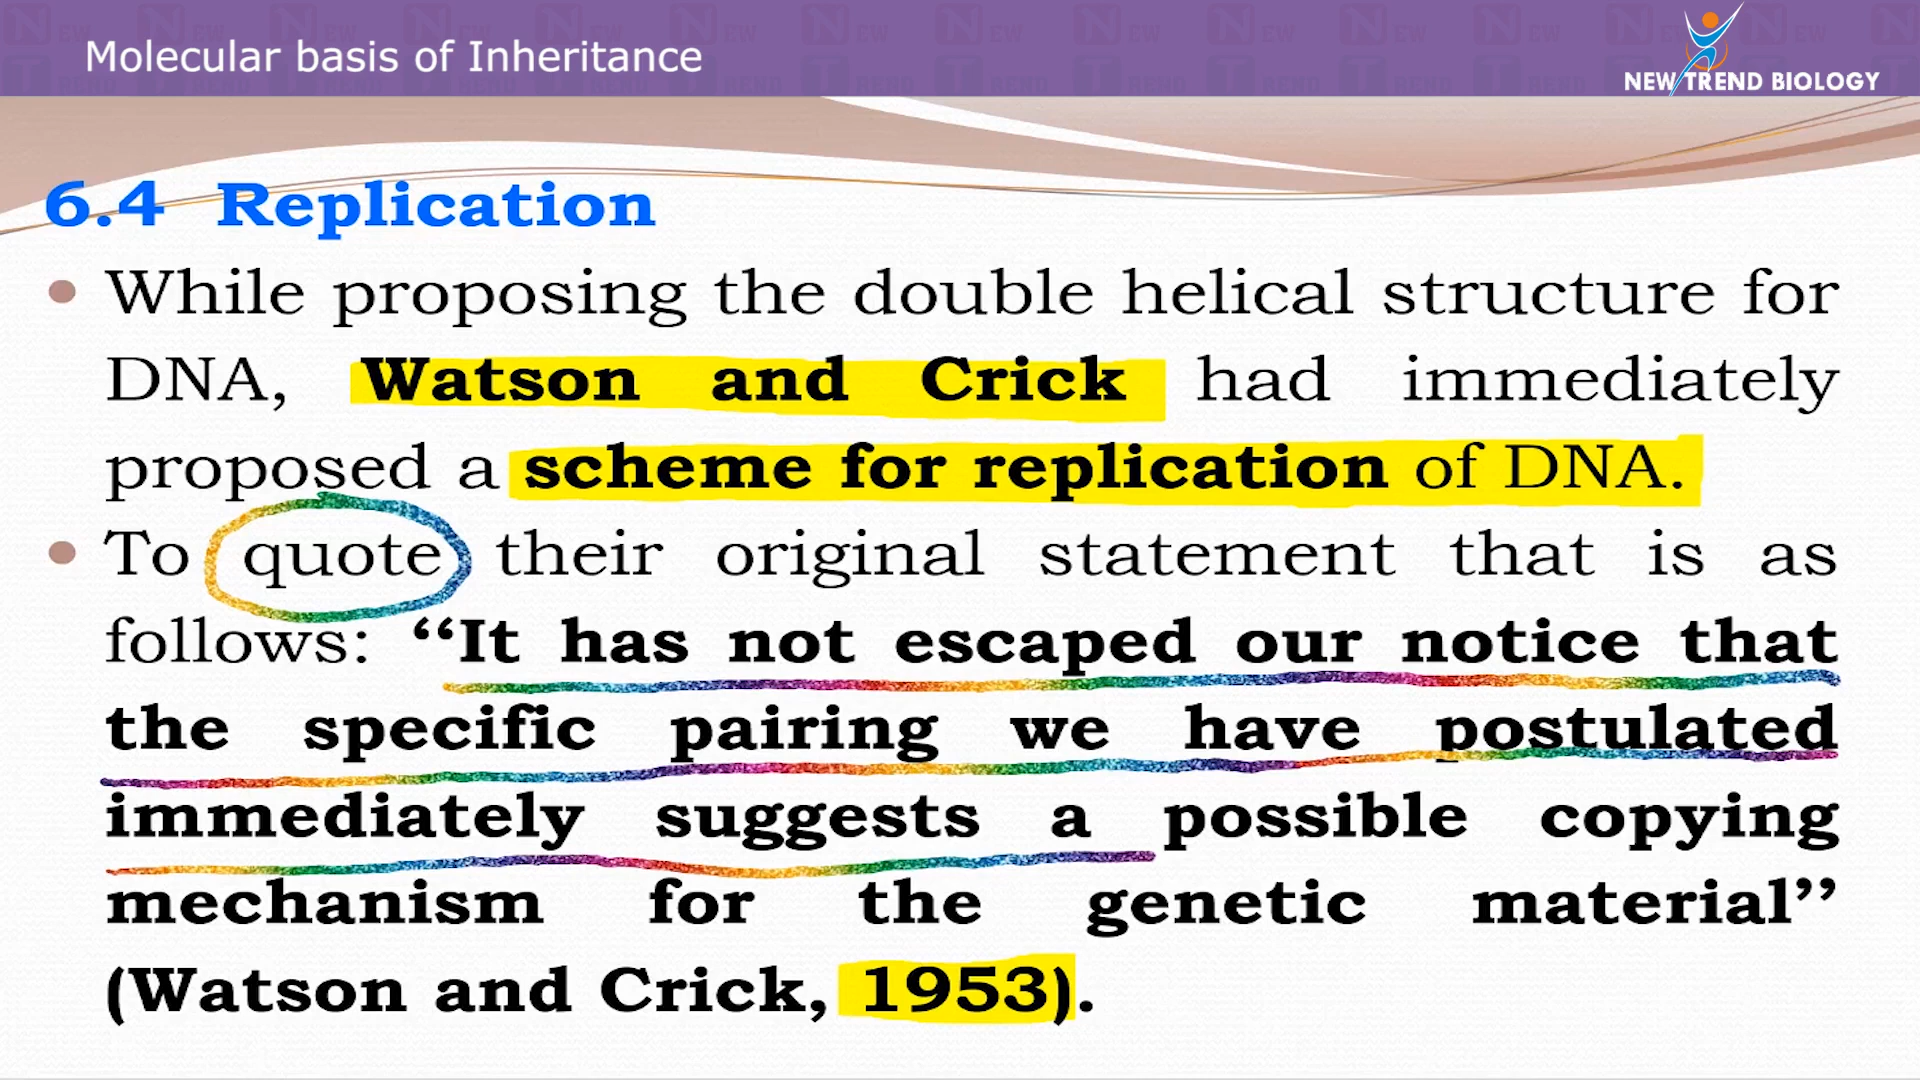 Molecular basis of Inheritance
NEW TREND BIOLOGY
6.4 Replication
• While proposing the double helical structure for
DNA, Watson and Crick had immediately
proposed a scheme for replication of DNA.
• To quote their original statement that is as
follows: ‘‘It has not escaped our notice that
the specific pairing we have postulated
immediately suggests a possible copying
mechanism for the genetic material’’
(Watson and Crick, 1953).